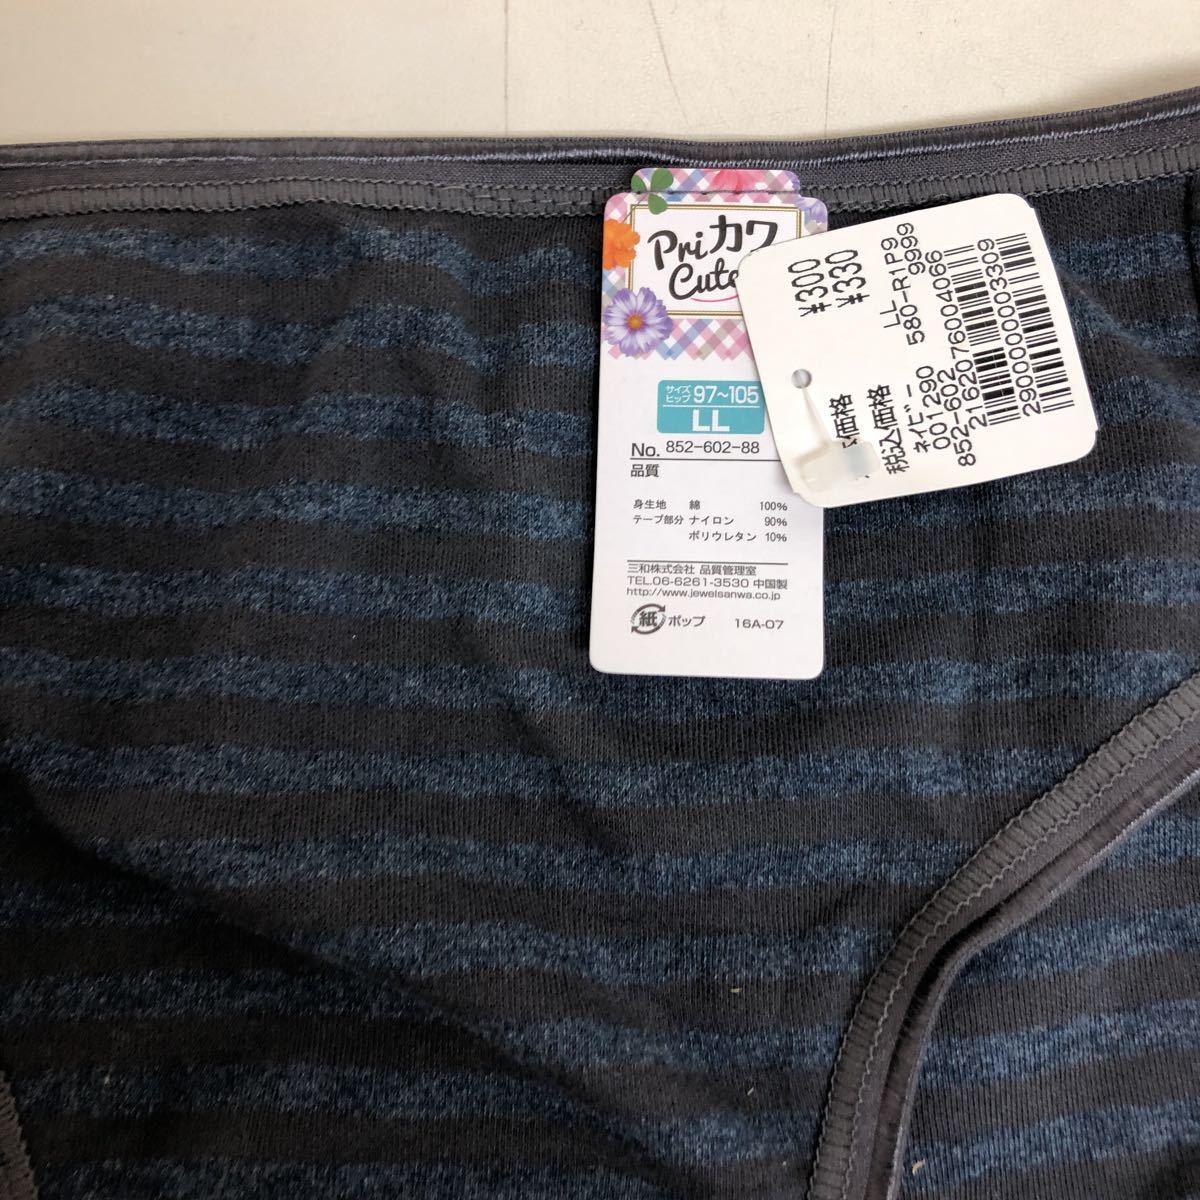 Priカワ
Cute
サイズ
ヒップ 97~105
LL
No. 852-602-88
品質
身生地 綿 100%
テープ部分 ナイロン 90%
ポリウレタン 10%
三和株式会社 品質管理室
TEL.06-6261-3530 中国製
http://www.jewelsanwa.co.jp
紙 ポップ 16A-07
価格 ¥300
税込価格 ¥330
ネイビー LL
001290 580-R1P9
852-602 9999
2162076004066
2900000003309